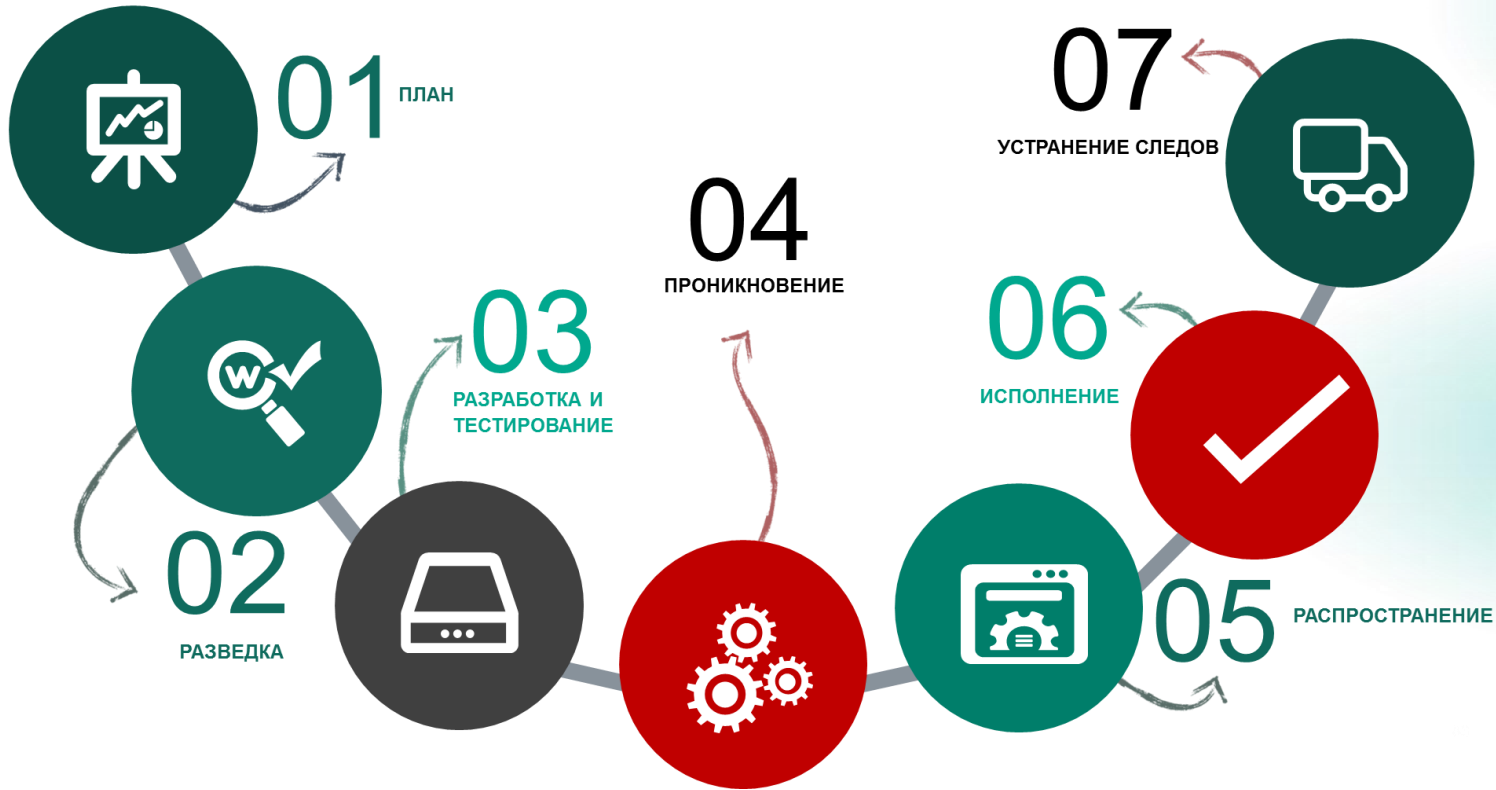 01
ПЛАН
02
РАЗВЕДКА
03
РАЗРАБОТКА И
ТЕСТИРОВАНИЕ
04
ПРОНИКНОВЕНИЕ
05
РАСПРОСТРАНЕНИЕ
06
ИСПОЛНЕНИЕ
07
УСТРАНЕНИЕ СЛЕДОВ
W